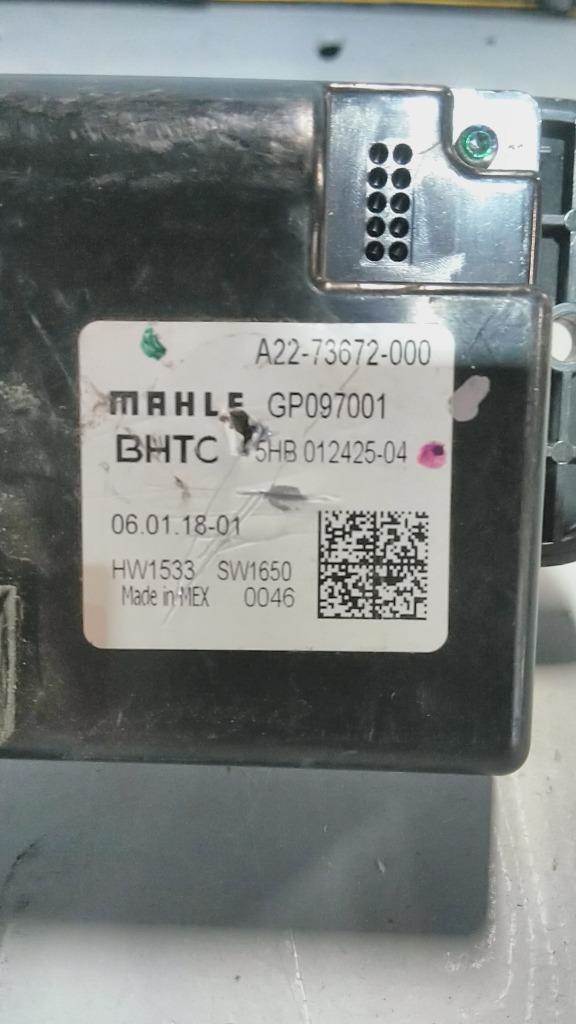 A22-73672-000
MAHLE GP097001
BHTC 5HB 012425-04
06.01.18-01
HW1533 SW1650
Made in MEX 0046